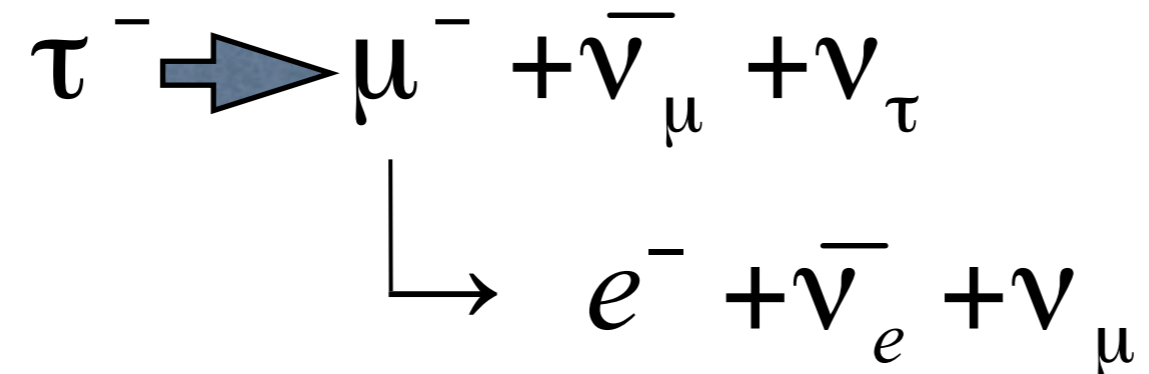 τ⁻ → μ⁻ + ν̄_μ + ν_τ
→ e⁻ + ν̄_e + ν_μ